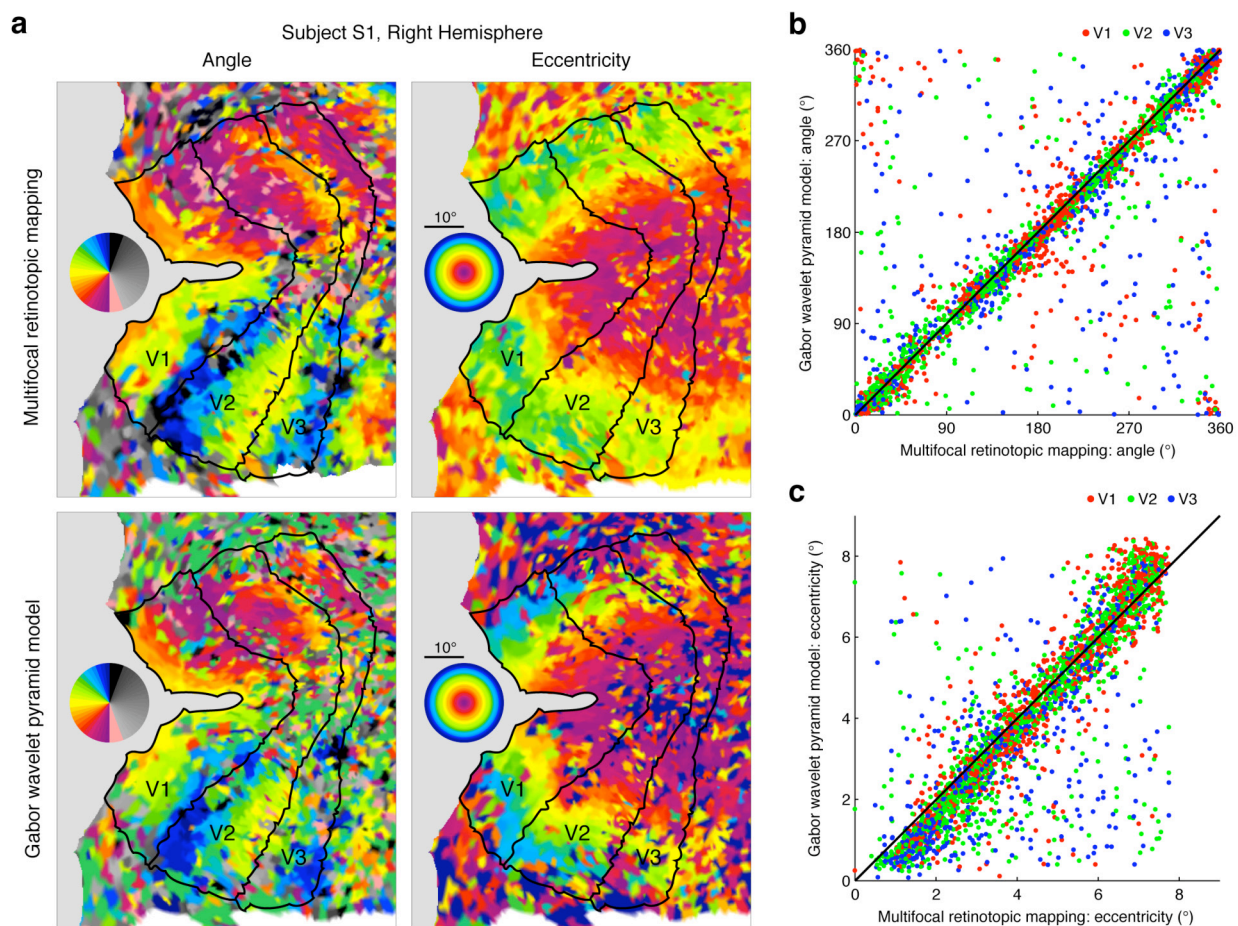 a
Subject S1, Right Hemisphere
Angle
Eccentricity
Multifocal retinotopic mapping
10°
V1
V2
V3
V1
V2
V3
Gabor wavelet pyramid model
10°
V1
V2
V3
V1
V2
V3
b
V1 V2 V3
Gabor wavelet pyramid model: angle (°)
360
270
180
90
0
0 90 180 270 360
Multifocal retinotopic mapping: angle (°)
c
V1 V2 V3
Gabor wavelet pyramid model: eccentricity (°)
8
6
4
2
0
0 2 4 6 8
Multifocal retinotopic mapping: eccentricity (°)